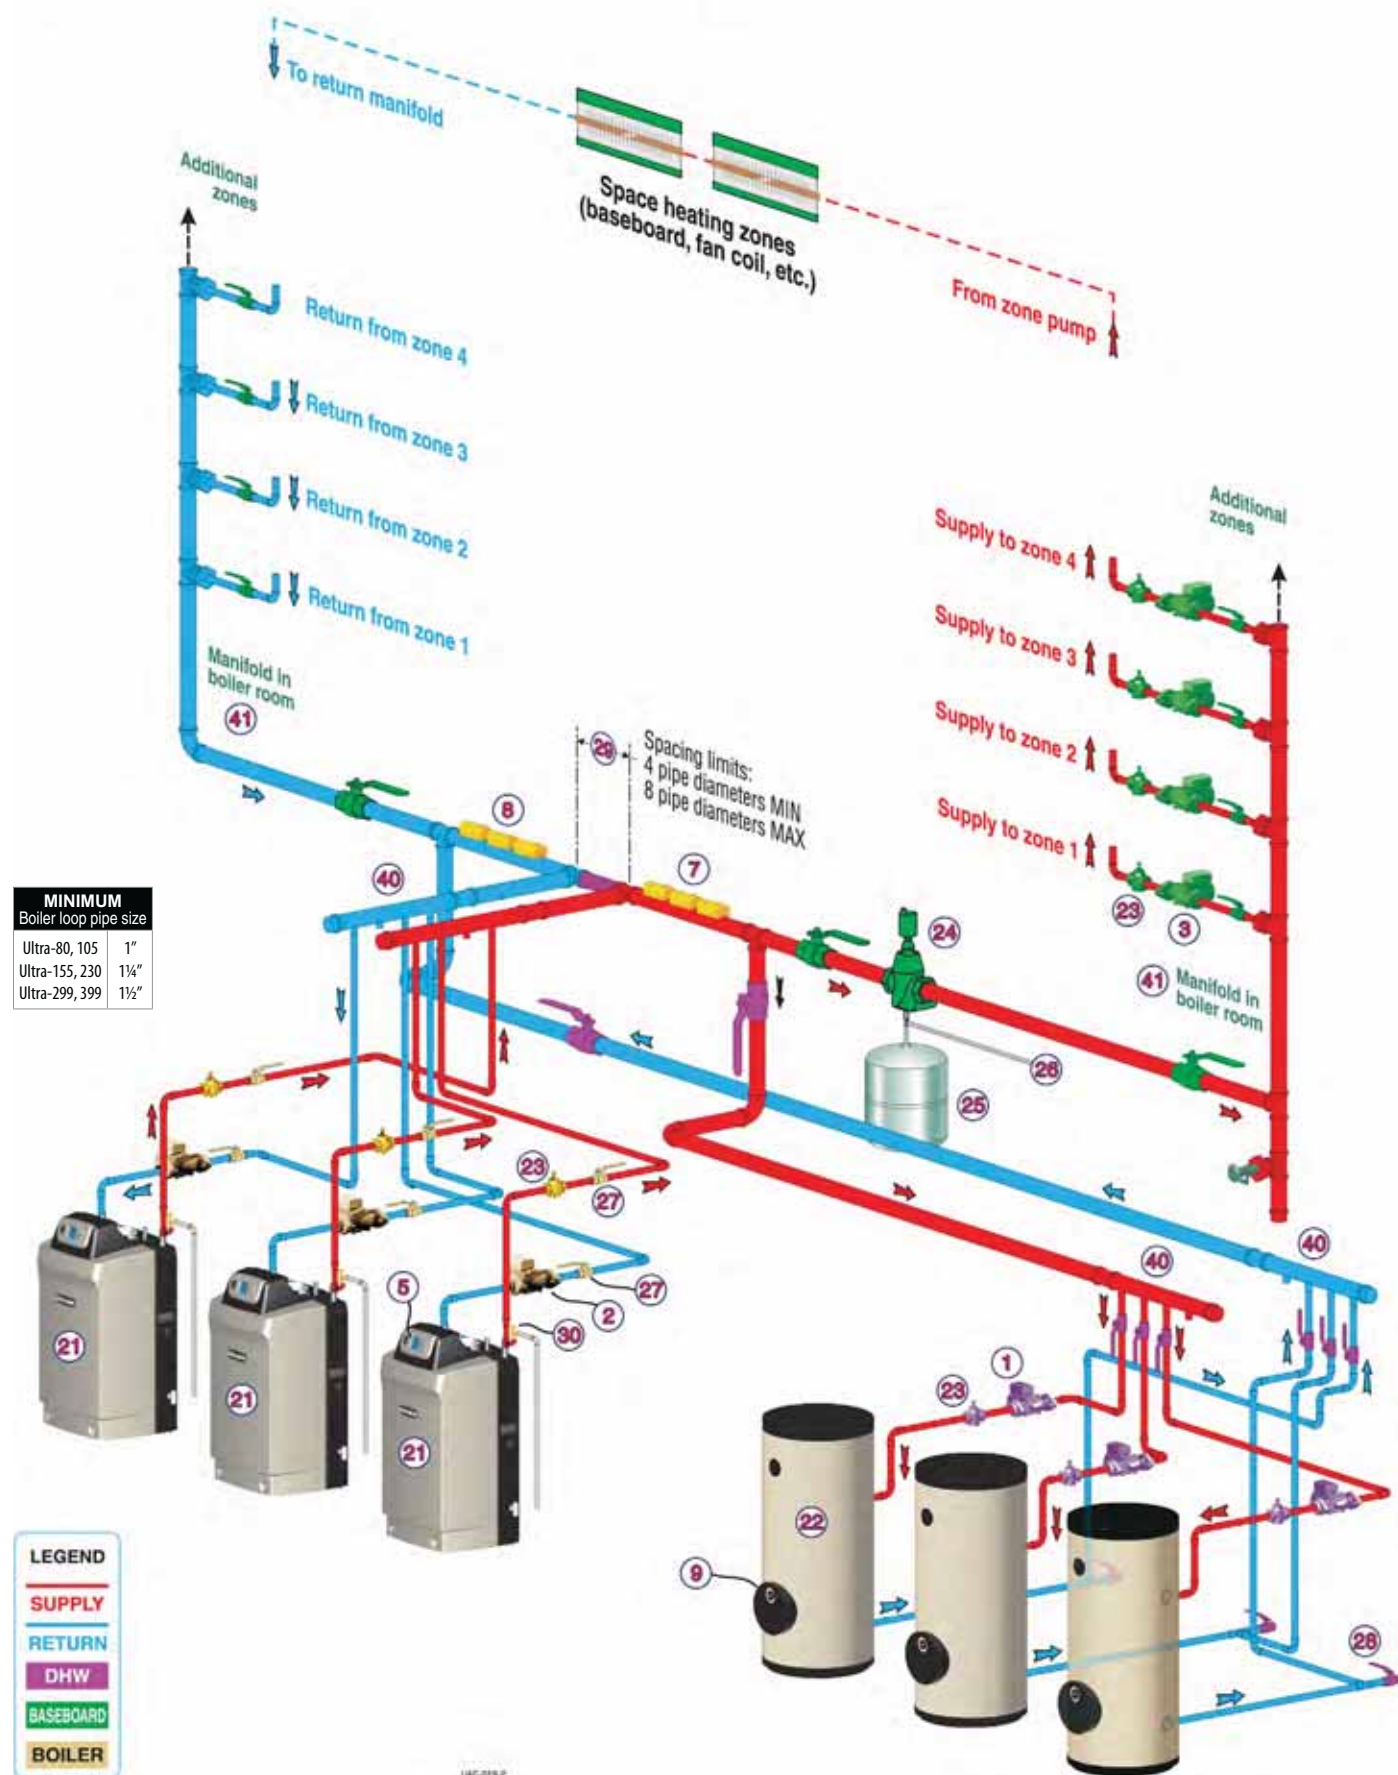 To return manifold
Additional
zones
Space heating zones
(baseboard, fan coil, etc.)
From zone pump
Return from zone 4
Return from zone 3
Return from zone 2
Return from zone 1
Manifold in
boiler room
41
Additional
zones
Supply to zone 4
Supply to zone 3
Supply to zone 2
Supply to zone 1
23
3
41
Manifold in
boiler room
29
Spacing limits:
4 pipe diameters MIN
8 pipe diameters MAX
8
7
40
24
26
25
MINIMUM
Boiler loop pipe size
Ultra-80, 105 1"
Ultra-155, 230 1¼"
Ultra-299, 399 1½"
23
27
27
2
5
30
21
21
21
40
40
1
23
22
9
28
LEGEND
SUPPLY
RETURN
DHW
BASEBOARD
BOILER